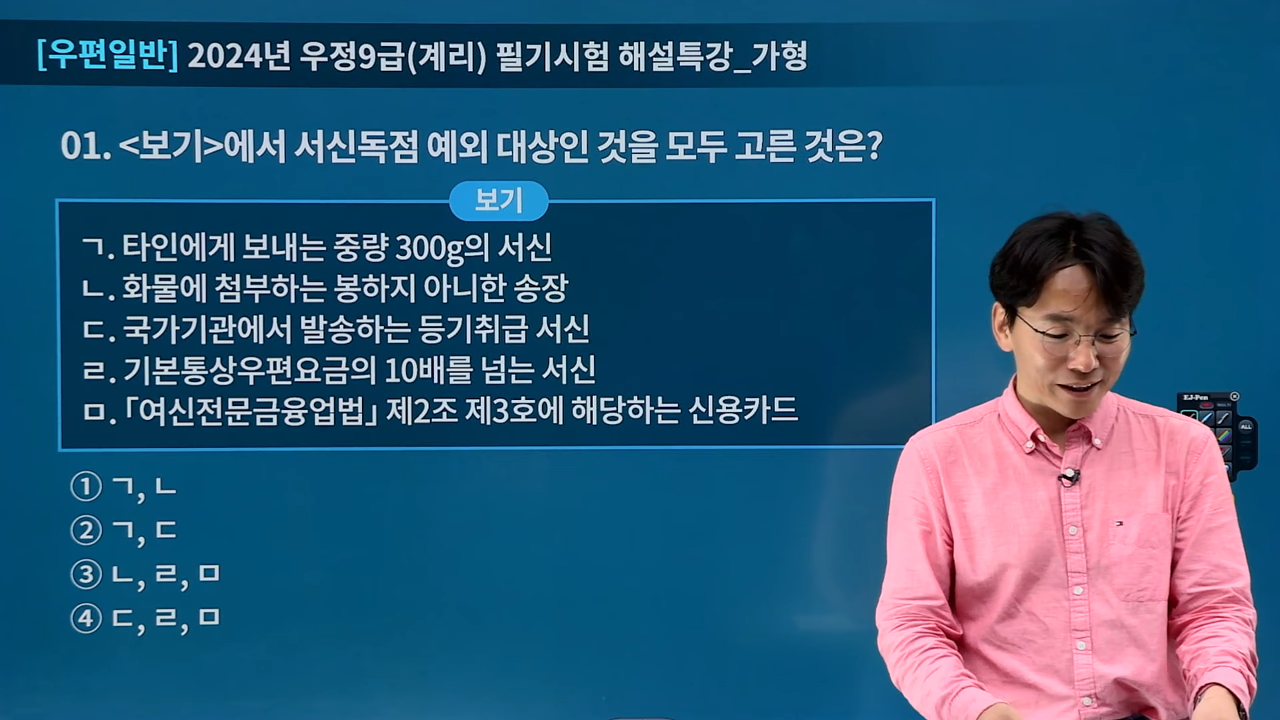 [우편일반] 2024년 우정9급(계리) 필기시험 해설특강_가형
01. <보기>에서 서신독점 예외 대상인 것을 모두 고른 것은?
보기
ㄱ. 타인에게 보내는 중량 300g의 서신
ㄴ. 화물에 첨부하는 봉하지 아니한 송장
ㄷ. 국가기관에서 발송하는 등기취급 서신
ㄹ. 기본통상우편요금의 10배를 넘는 서신
ㅁ. 「여신전문금융업법」 제2조 제3호에 해당하는 신용카드
① ㄱ, ㄴ
② ㄱ, ㄷ
③ ㄴ, ㄹ, ㅁ
④ ㄷ, ㄹ, ㅁ
EJ-Pen
ALL